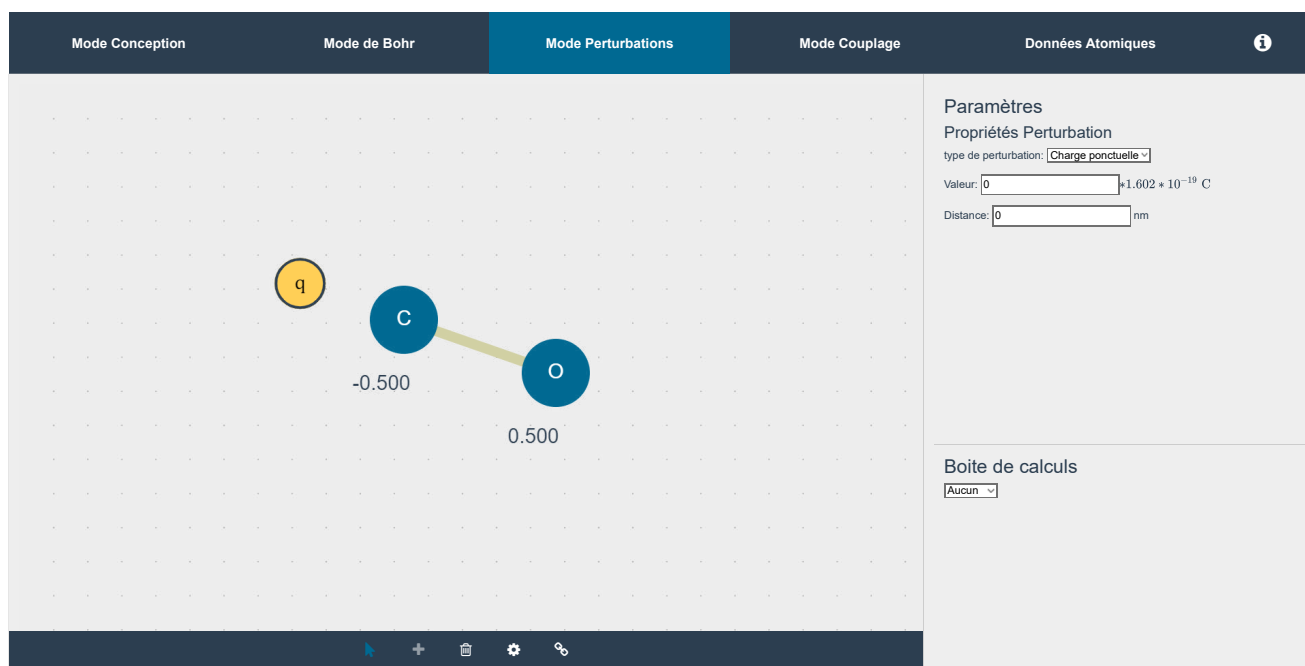 Mode Conception Mode de Bohr Mode Perturbations Mode Couplage Données Atomiques
Paramètres
Propriétés Perturbation
type de perturbation: Charge ponctuelle
Valeur: 0 *1.602 * 10^{-19} C
Distance: 0 nm
q
C
O
-0.500
0.500
Boite de calculs
Aucun